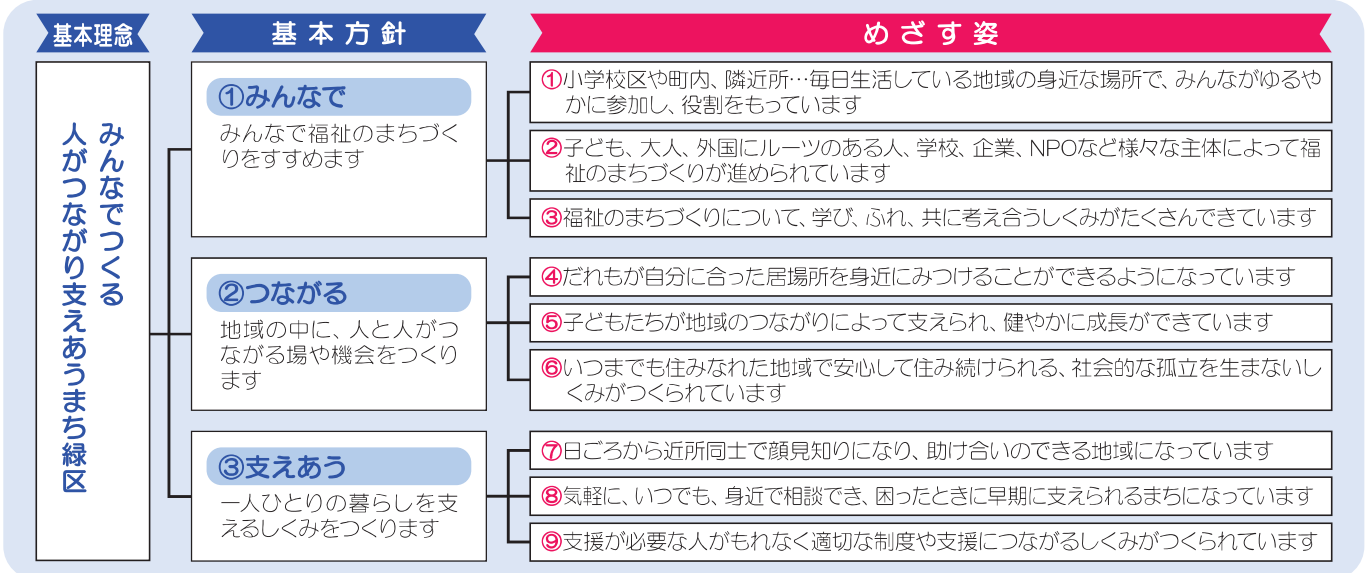 基本理念
基本方針
めざす姿
みんなでつくる
人がつながり支えあうまち緑区
①みんなで
みんなで福祉のまちづく
りをすすめます
①小学校区や町内、隣近所…毎日生活している地域の身近な場所で、みんながゆるや
かに参加し、役割をもっています
②子ども、大人、外国にルーツのある人、学校、企業、NPOなど様々な主体によって福
祉のまちづくりが進められています
③福祉のまちづくりについて、学び、ふれ、共に考え合うしくみがたくさんできています
②つながる
地域の中に、人と人がつ
ながる場や機会をつくり
ます
④だれもが自分に合った居場所を身近にみつけることができるようになっています
⑤子どもたちが地域のつながりによって支えられ、健やかに成長ができています
⑥いつまでも住みなれた地域で安心して住み続けられる、社会的な孤立を生まないし
くみがつくられています
③支えあう
一人ひとりの暮らしを支
えるしくみをつくります
⑦日ごろから近所同士で顔見知りになり、助け合いのできる地域になっています
⑧気軽に、いつでも、身近で相談でき、困ったときに早期に支えられるまちになっています
⑨支援が必要な人がもれなく適切な制度や支援につながるしくみがつくられています